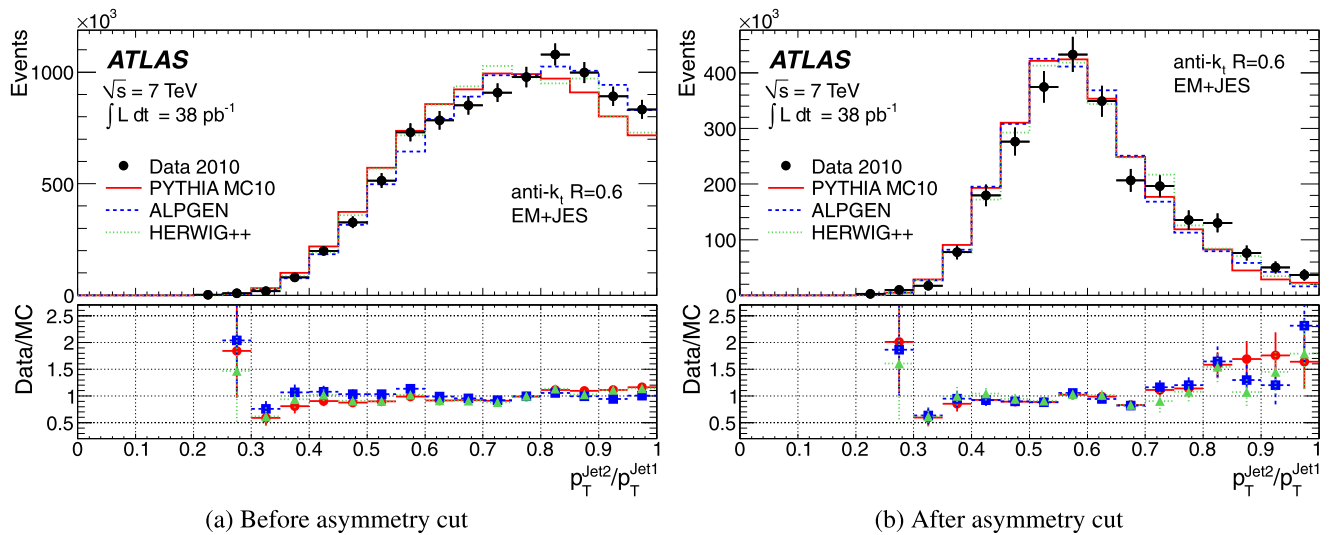 ×10³
Events
1000
500
0
ATLAS
√s = 7 TeV
∫ L dt = 38 pb⁻¹
Data 2010
PYTHIA MC10
ALPGEN
HERWIG++
anti-kₜ R=0.6
EM+JES
Data/MC
2.5
2
1.5
1
0.5
0 0.1 0.2 0.3 0.4 0.5 0.6 0.7 0.8 0.9 1
p_T^Jet2/p_T^Jet1
(a) Before asymmetry cut
×10³
Events
400
300
200
100
0
ATLAS
√s = 7 TeV
∫ L dt = 38 pb⁻¹
Data 2010
PYTHIA MC10
ALPGEN
HERWIG++
anti-kₜ R=0.6
EM+JES
Data/MC
2.5
2
1.5
1
0.5
0 0.1 0.2 0.3 0.4 0.5 0.6 0.7 0.8 0.9 1
p_T^Jet2/p_T^Jet1
(b) After asymmetry cut